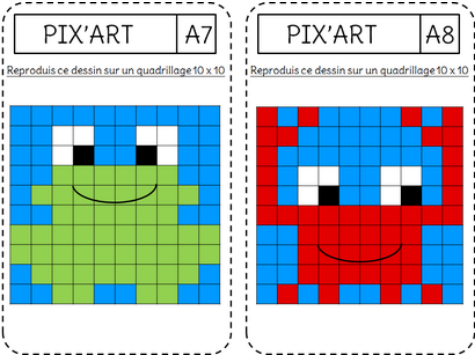 PIX'ART A7
Reproduis ce dessin sur un quadrillage 10 x 10
PIX'ART A8
Reproduis ce dessin sur un quadrillage 10 x 10